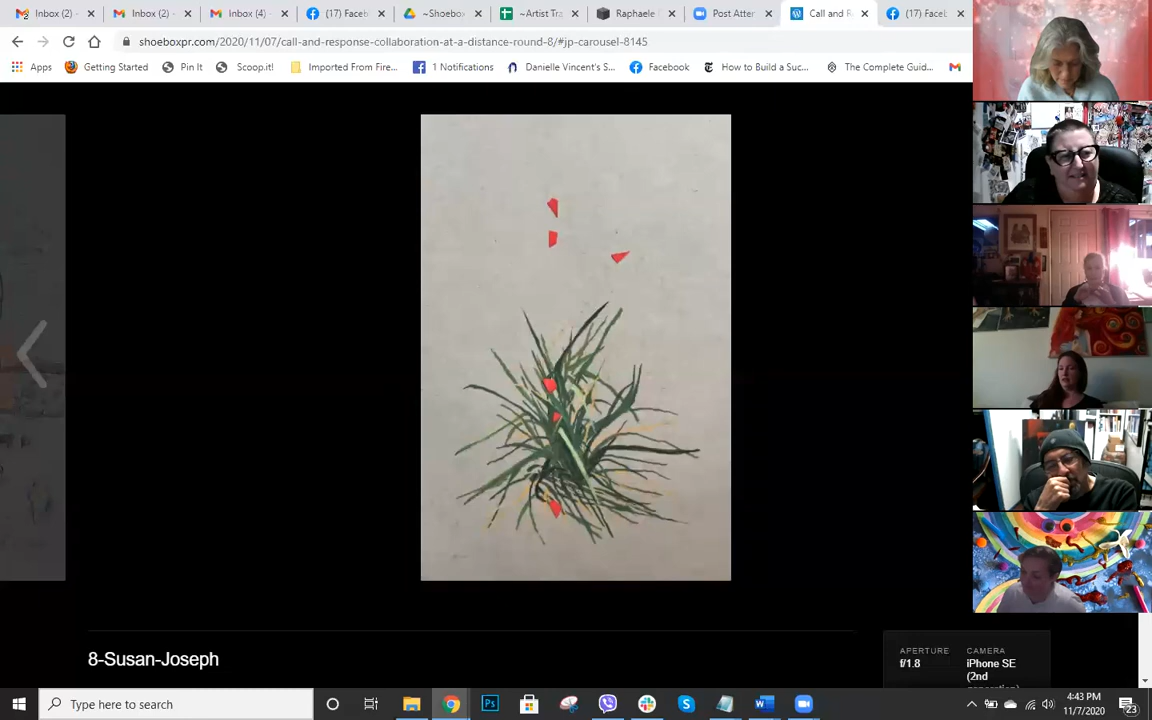 Inbox (2) -
Inbox (2) -
Inbox (4) -
(17) Faceb
~Shoebo
~Artist Tra
Raphaele
Post Atten
Call and R
(17) Faceb
shoeboxpr.com/2020/11/07/call-and-response-collaboration-at-a-distance-round-8/#jp-carousel-8145
Apps
Getting Started
Pin It
Scoop.it!
Imported From Fire...
1 Notifications
Danielle Vincent's S...
Facebook
How to Build a Suc...
The Complete Guid...
8-Susan-Joseph
APERTURE
f/1.8
CAMERA
iPhone SE
(2nd
generation)
Type here to search
4:43 PM
11/7/2020
23